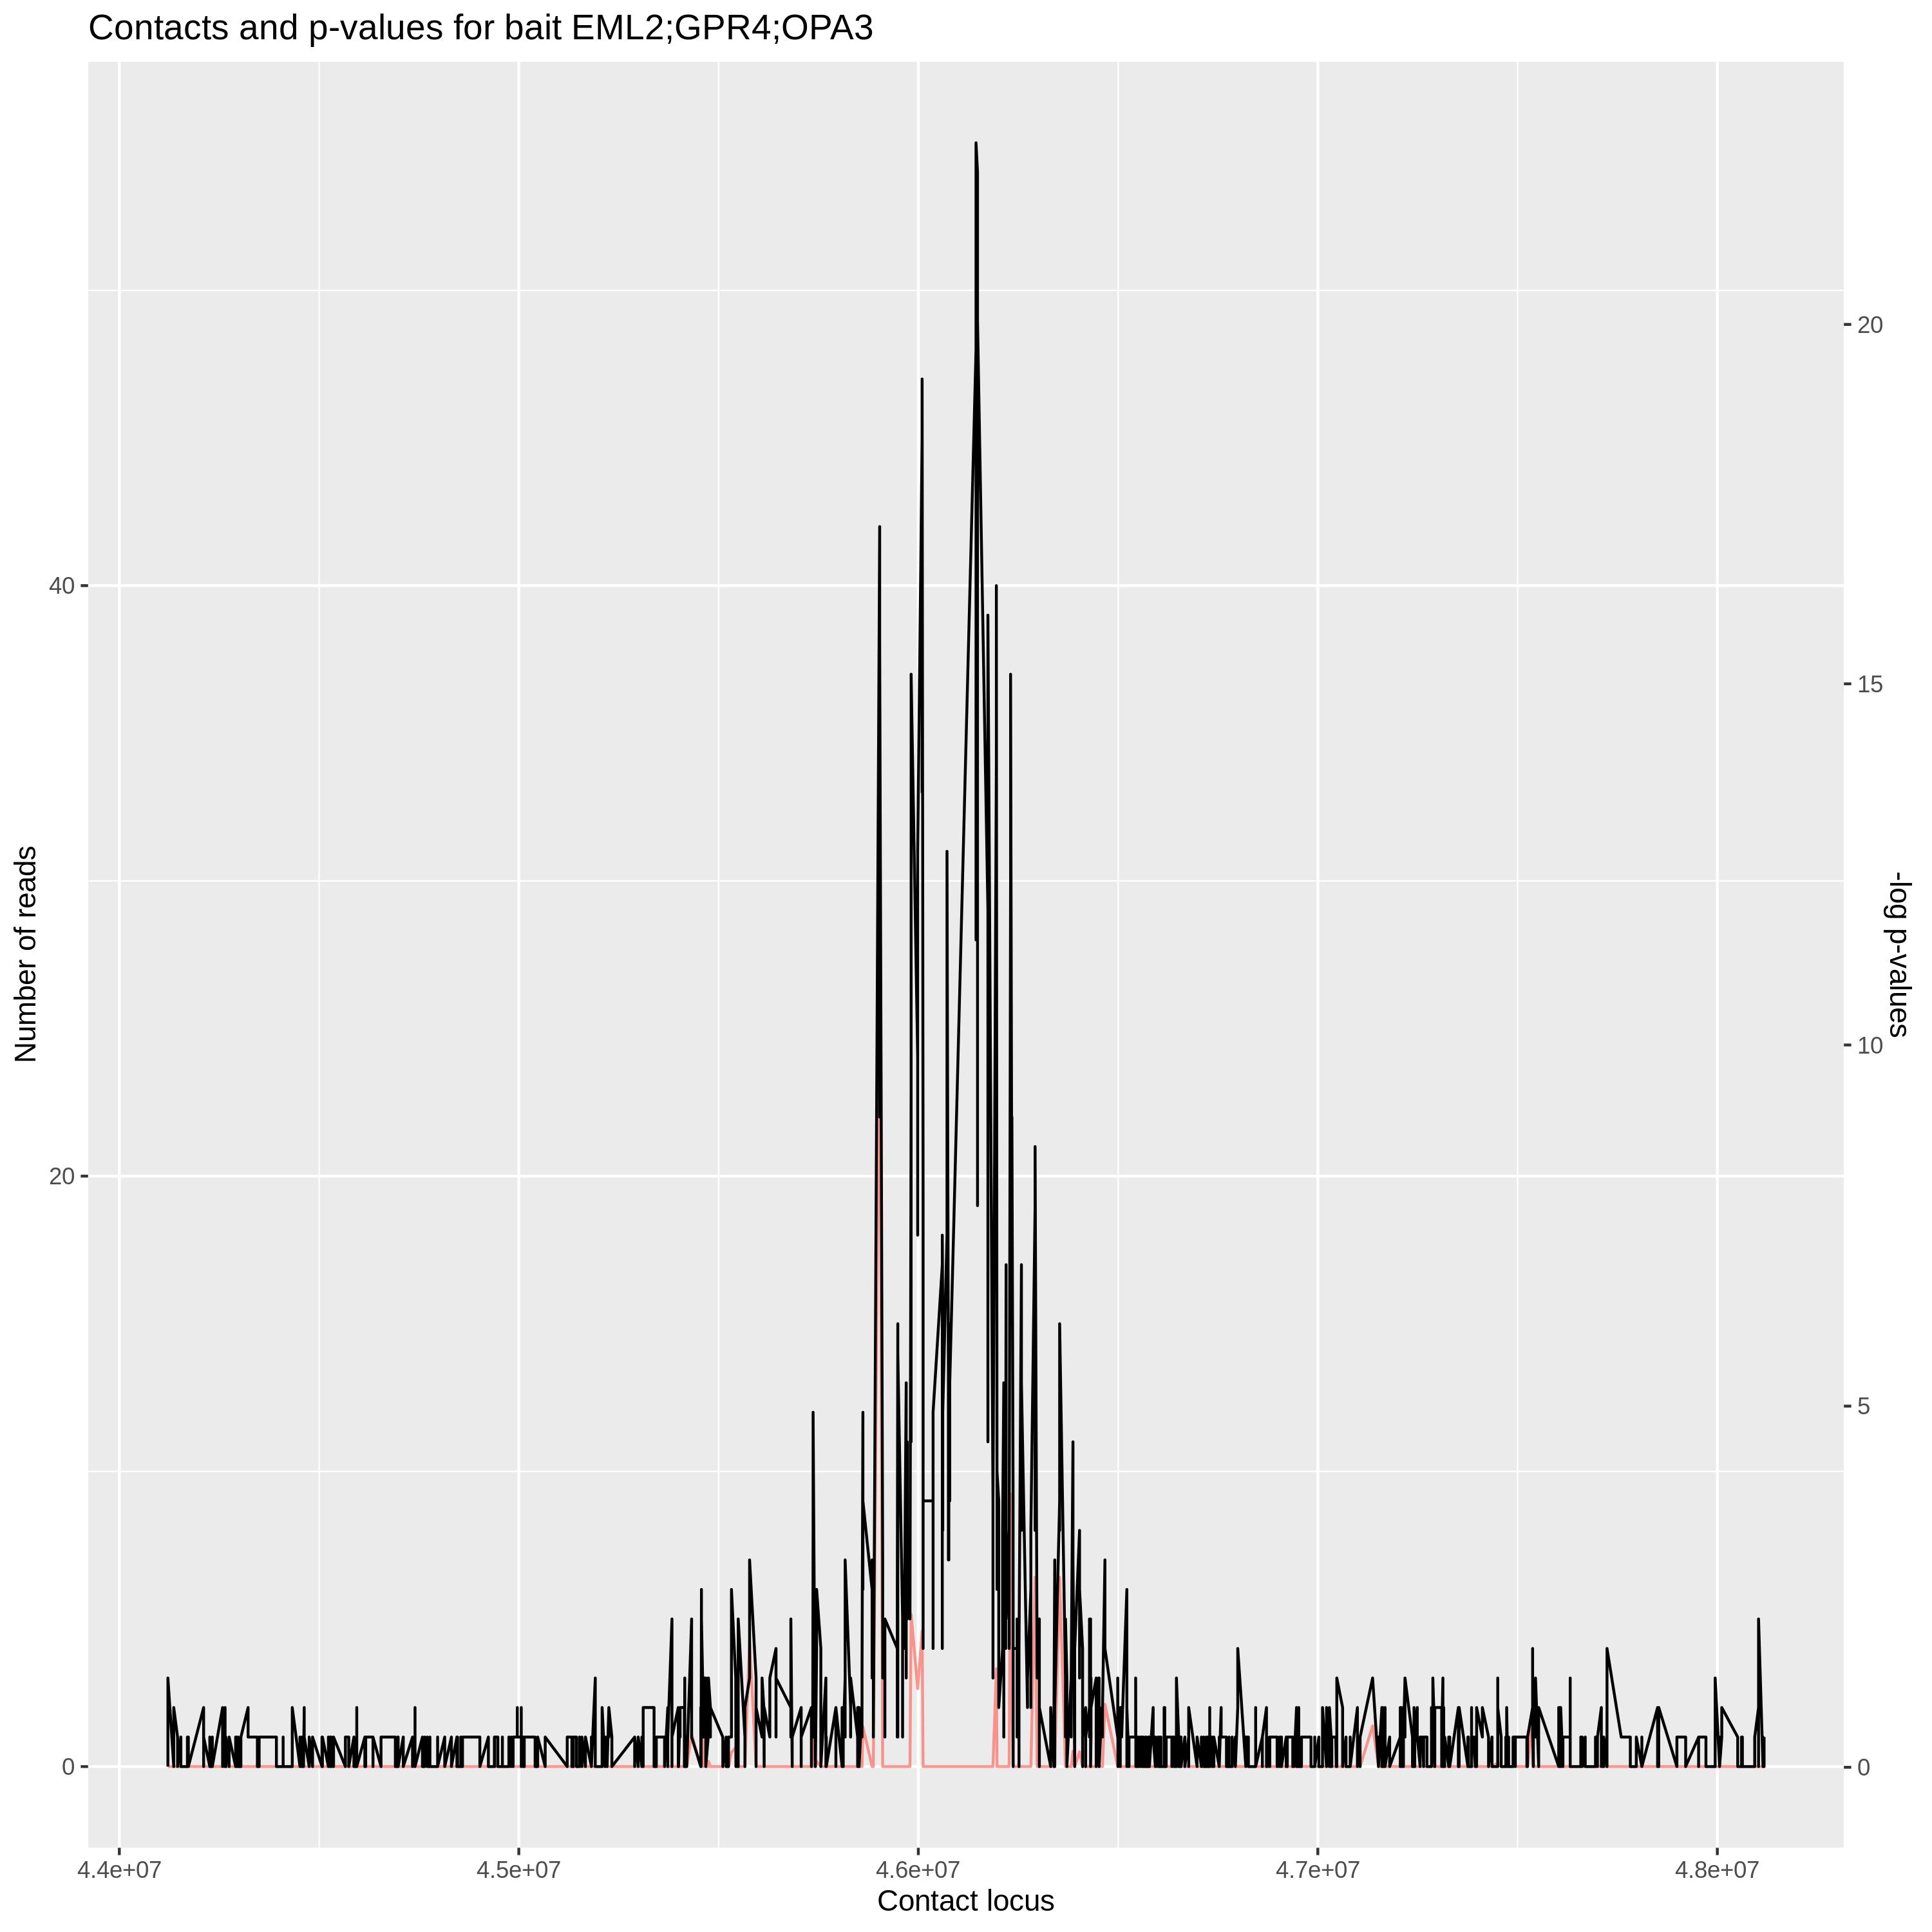 Contacts and p-values for bait EML2;GPR4;OPA3
Number of reads
40
20
0
20
15
10
5
0
-log p-values
4.4e+07 4.5e+07 4.6e+07 4.7e+07 4.8e+07
Contact locus